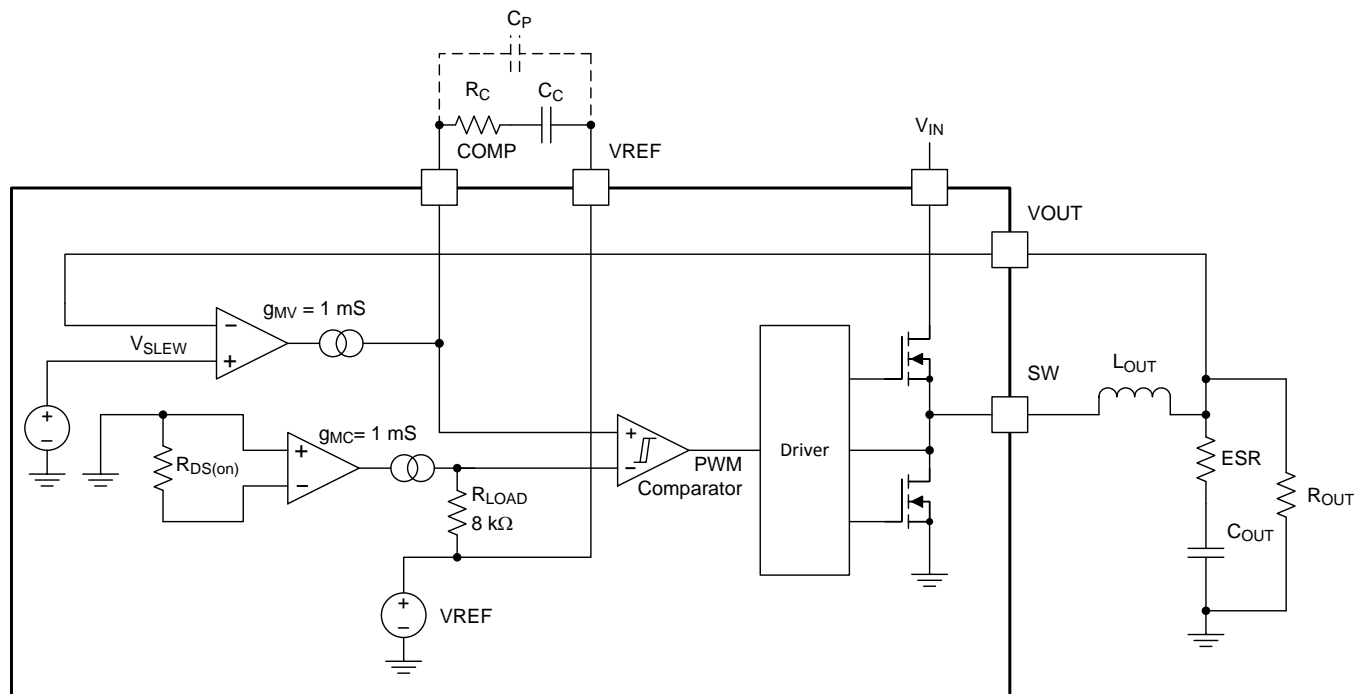 CP
RC
CC
COMP
VREF
VIN
VOUT
gMV = 1 mS
VSLEW
+
−
gMC= 1 mS
RDS(on)
RLOAD
8 kΩ
VREF
PWM
Comparator
Driver
SW
LOUT
ESR
COUT
ROUT